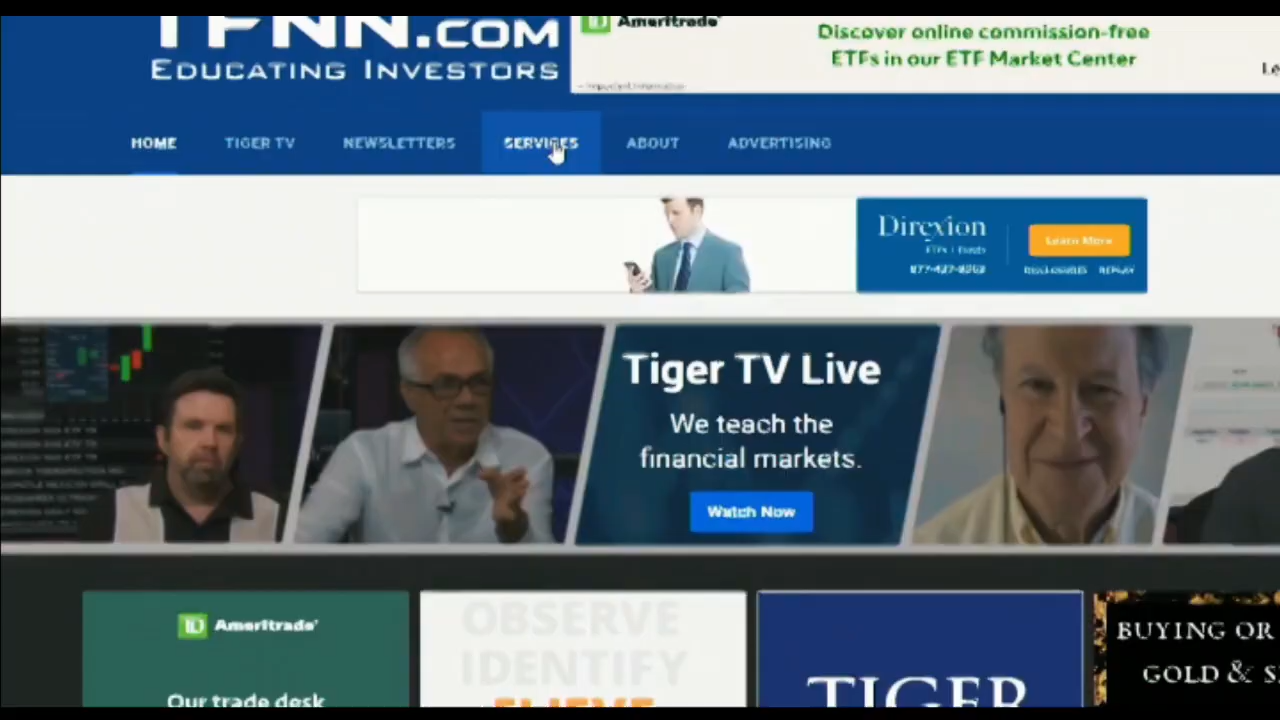 TFNN.COM
EDUCATING INVESTORS
Ameritrade
Discover online commission-free
ETFs in our ETF Market Center
HOME
TIGER TV
NEWSLETTERS
SERVICES
ABOUT
ADVERTISING
Direxion
Learn More
REPLAY
Tiger TV Live
We teach the
financial markets.
Watch Now
TD Ameritrade
Our trade desk
OBSERVE
IDENTIFY
TIGER
BUYING OR
GOLD &